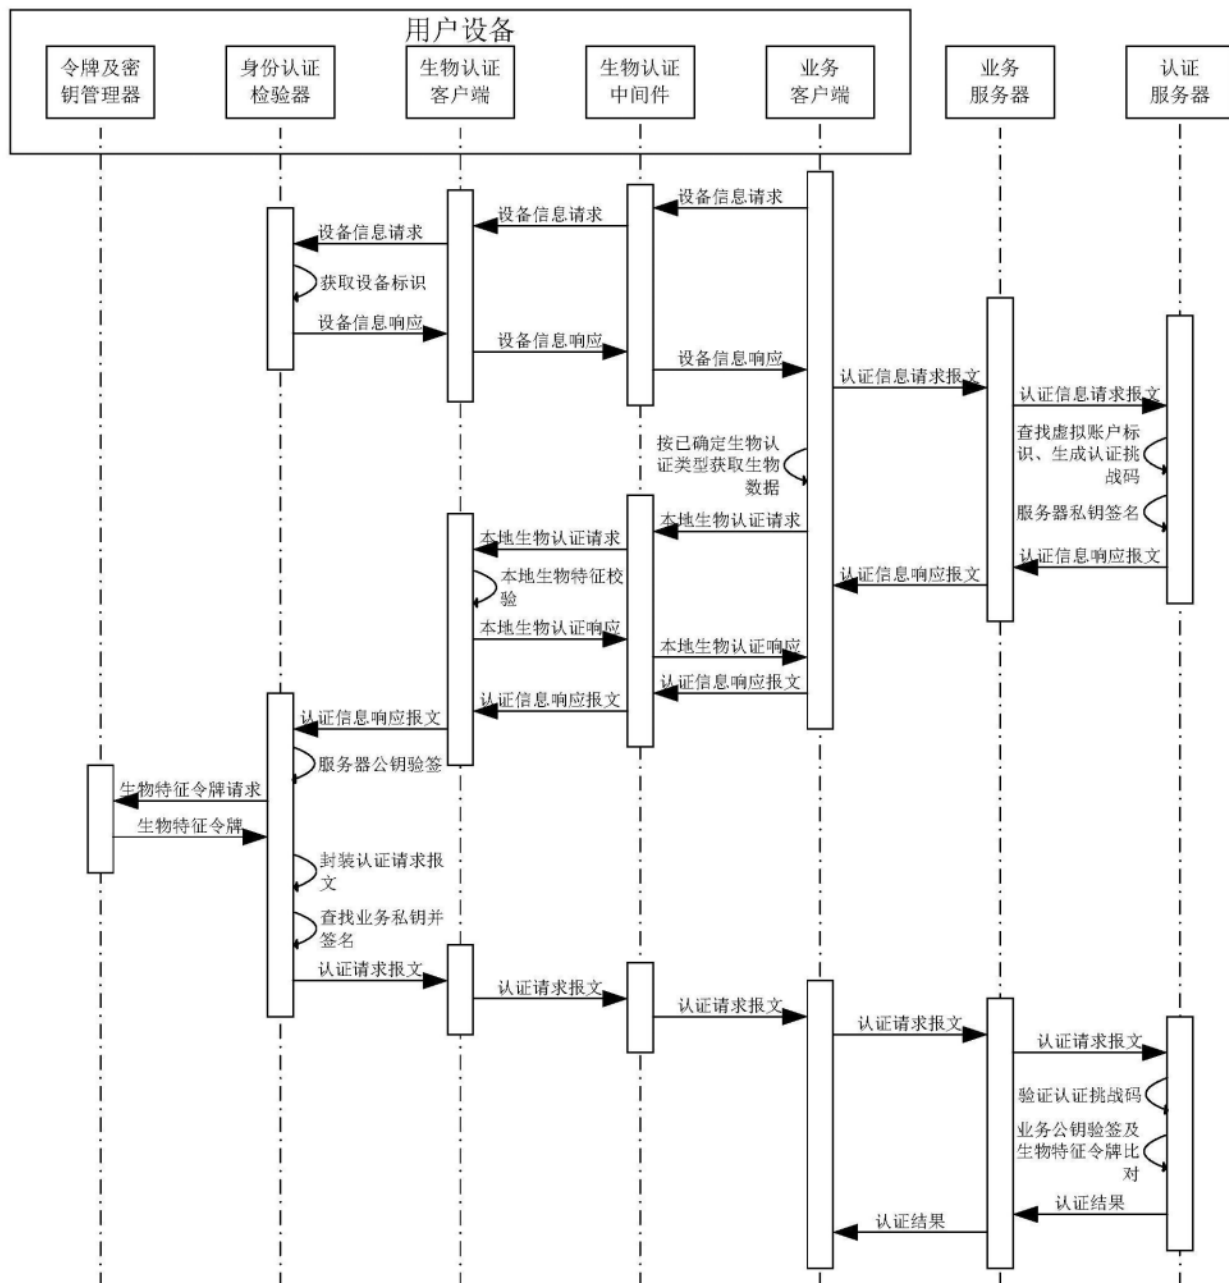 用户设备
令牌及密
钥管理器
身份认证
检验器
生物认证
客户端
生物认证
中间件
业务
客户端
业务
服务器
认证
服务器
设备信息请求
设备信息请求
设备信息请求
获取设备标识
设备信息响应
设备信息响应
设备信息响应
认证信息请求报文
认证信息请求报文
查找虚拟账户标
识、生成认证挑
战码
按已确定生物认
证类型获取生物
数据
服务器私钥签名
本地生物认证请求
本地生物认证请求
认证信息响应报文
认证信息响应报文
本地生物特征校
验
本地生物认证响应
本地生物认证响应
认证信息响应报文
认证信息响应报文
认证信息响应报文
服务器公钥验签
生物特征令牌请求
生物特征令牌
封装认证请求报
文
查找业务私钥并
签名
认证请求报文
认证请求报文
认证请求报文
认证请求报文
认证请求报文
验证认证挑战码
业务公钥验签及
生物特征令牌比
对
认证结果
认证结果